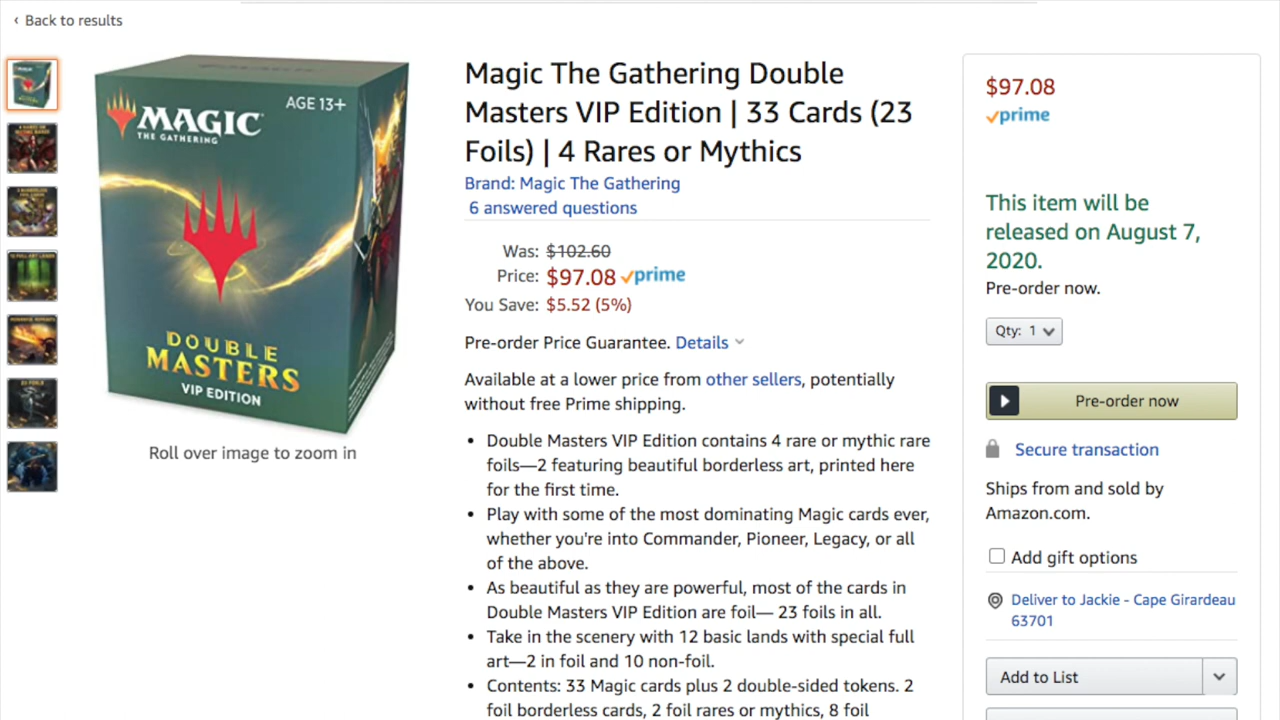 ‹ Back to results
AGE 13+
MAGIC
THE GATHERING
DOUBLE
MASTERS
VIP EDITION
Roll over image to zoom in
Magic The Gathering Double
Masters VIP Edition | 33 Cards (23
Foils) | 4 Rares or Mythics
Brand: Magic The Gathering
6 answered questions
Was: $102.60
Price: $97.08 prime
You Save: $5.52 (5%)
Pre-order Price Guarantee. Details
Available at a lower price from other sellers, potentially
without free Prime shipping.
• Double Masters VIP Edition contains 4 rare or mythic rare
foils—2 featuring beautiful borderless art, printed here
for the first time.
• Play with some of the most dominating Magic cards ever,
whether you're into Commander, Pioneer, Legacy, or all
of the above.
• As beautiful as they are powerful, most of the cards in
Double Masters VIP Edition are foil— 23 foils in all.
• Take in the scenery with 12 basic lands with special full
art—2 in foil and 10 non-foil.
• Contents: 33 Magic cards plus 2 double-sided tokens. 2
foil borderless cards, 2 foil rares or mythics, 8 foil
$97.08
prime
This item will be
released on August 7,
2020.
Pre-order now.
Qty: 1
Pre-order now
Secure transaction
Ships from and sold by
Amazon.com.
Add gift options
Deliver to Jackie - Cape Girardeau
63701
Add to List